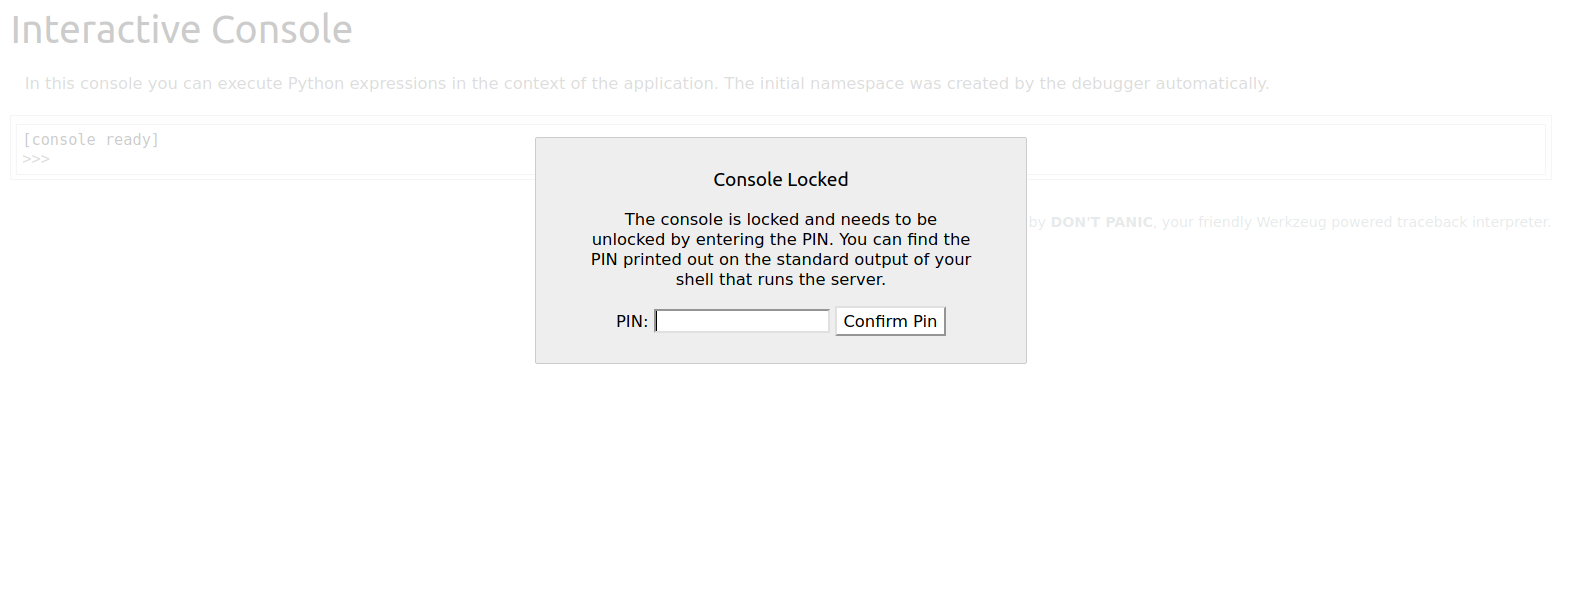 Interactive Console
In this console you can execute Python expressions in the context of the application. The initial namespace was created by the debugger automatically.
[console ready]
>>>
Console Locked
The console is locked and needs to be
unlocked by entering the PIN. You can find the
PIN printed out on the standard output of your
shell that runs the server.
PIN: Confirm Pin
by DON'T PANIC, your friendly Werkzeug powered traceback interpreter.